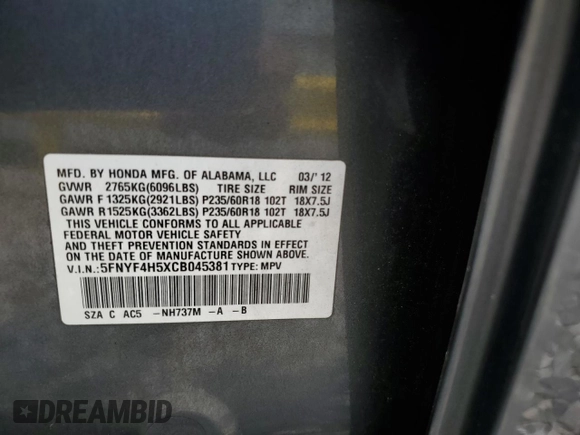 MFD. BY HONDA MFG. OF ALABAMA, LLC 03/'12
GVWR 2765KG(6096LBS) TIRE SIZE RIM SIZE
GAWR F 1325KG(2921LBS) P235/60R18 102T 18X7.5J
GAWR R 1525KG(3362LBS) P235/60R18 102T 18X7.5J
THIS VEHICLE CONFORMS TO ALL APPLICABLE
FEDERAL MOTOR VEHICLE SAFETY
AND THEFT PREVENTION STANDARDS IN EFFECT
ON THE DATE OF MANUFACTURE SHOWN ABOVE.
V.I.N.:5FNYF4H5XCB045381 TYPE: MPV
SZA C AC5 -NH737M -A -B
DREAMBID